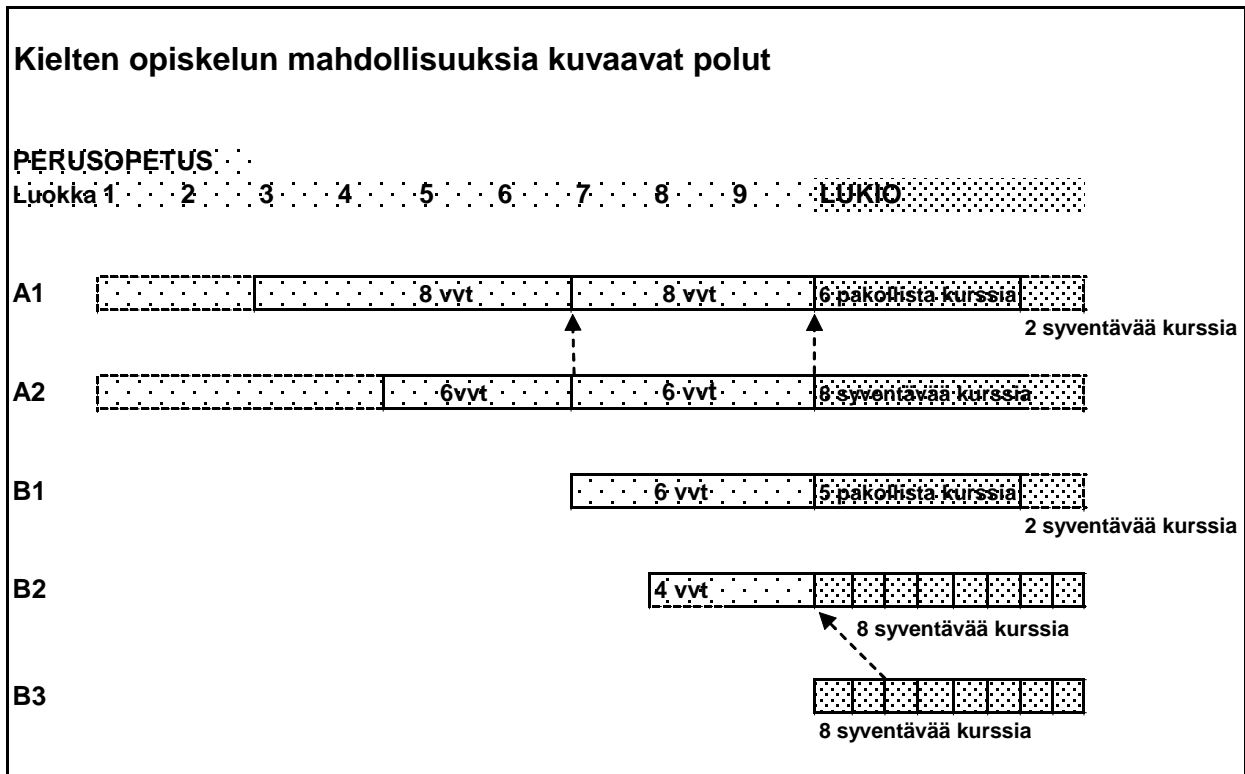 Kielten opiskelun mahdollisuuksia kuvaavat polut
PERUSOPETUS
Luokka 1 2 3 4 5 6 7 8 9 LUKIO
A1 8 vvt 8 vvt 6 pakollista kurssia
2 syventävää kurssia
A2 6vvt 6 vvt 8 syventävää kurssia
B1 6 vvt 5 pakollista kurssia
2 syventävää kurssia
B2 4 vvt
8 syventävää kurssia
B3
8 syventävää kurssia